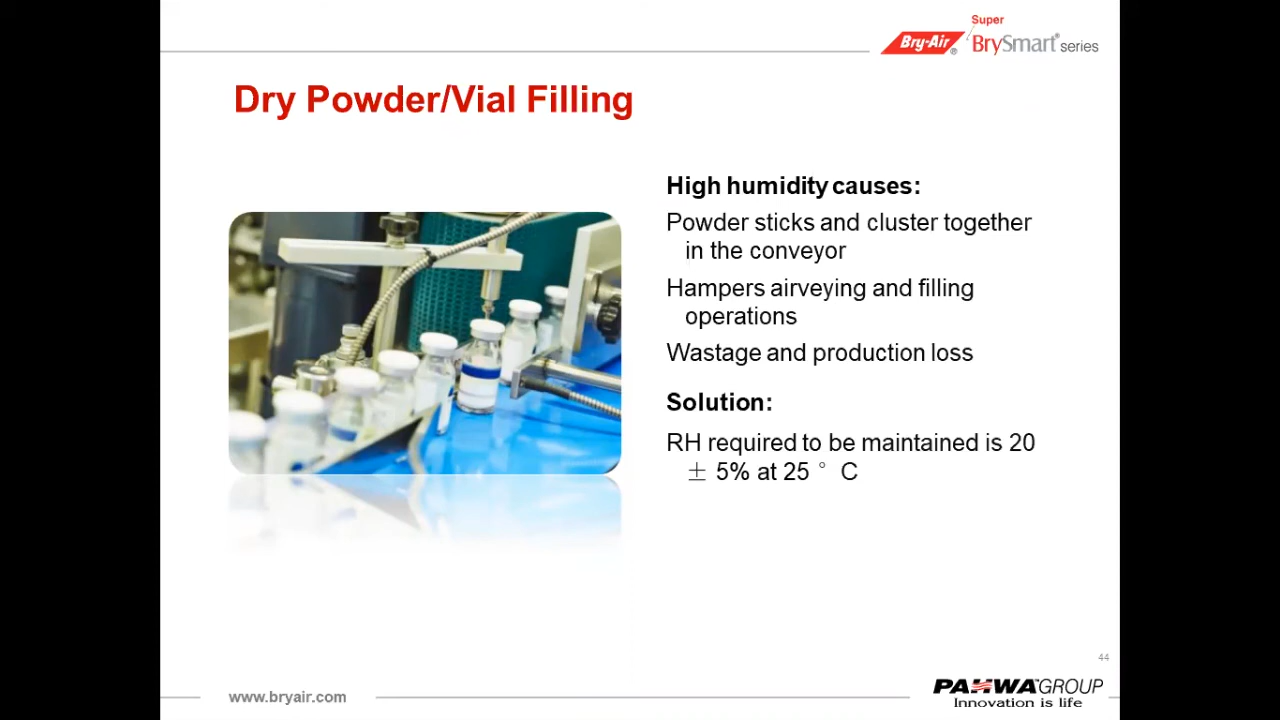 Super
Bry-Air® BrySmart® series
Dry Powder/Vial Filling
High humidity causes:
Powder sticks and cluster together
in the conveyor
Hampers airveying and filling
operations
Wastage and production loss
Solution:
RH required to be maintained is 20
± 5% at 25 ° C
44
www.bryair.com
PAHWA GROUP
Innovation is life